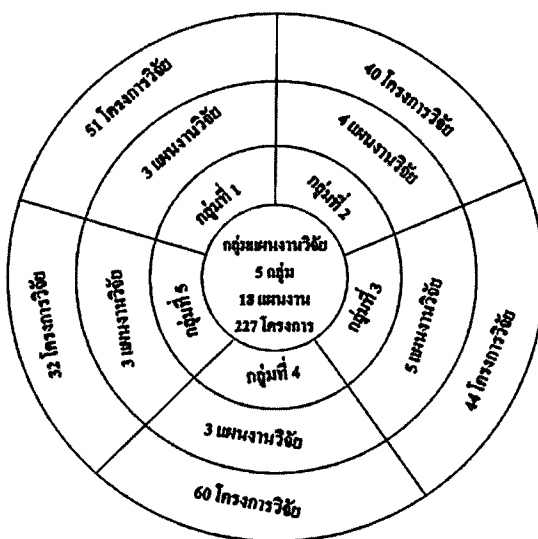 กลุ่มแผนงานวิจัย
5 กลุ่ม
18 แผนงาน
227 โครงการ
กลุ่มที่ 1
3 แผนงานวิจัย
51 โครงการวิจัย
กลุ่มที่ 2
4 แผนงานวิจัย
40 โครงการวิจัย
กลุ่มที่ 3
5 แผนงานวิจัย
44 โครงการวิจัย
กลุ่มที่ 4
3 แผนงานวิจัย
60 โครงการวิจัย
กลุ่มที่ 5
3 แผนงานวิจัย
32 โครงการวิจัย